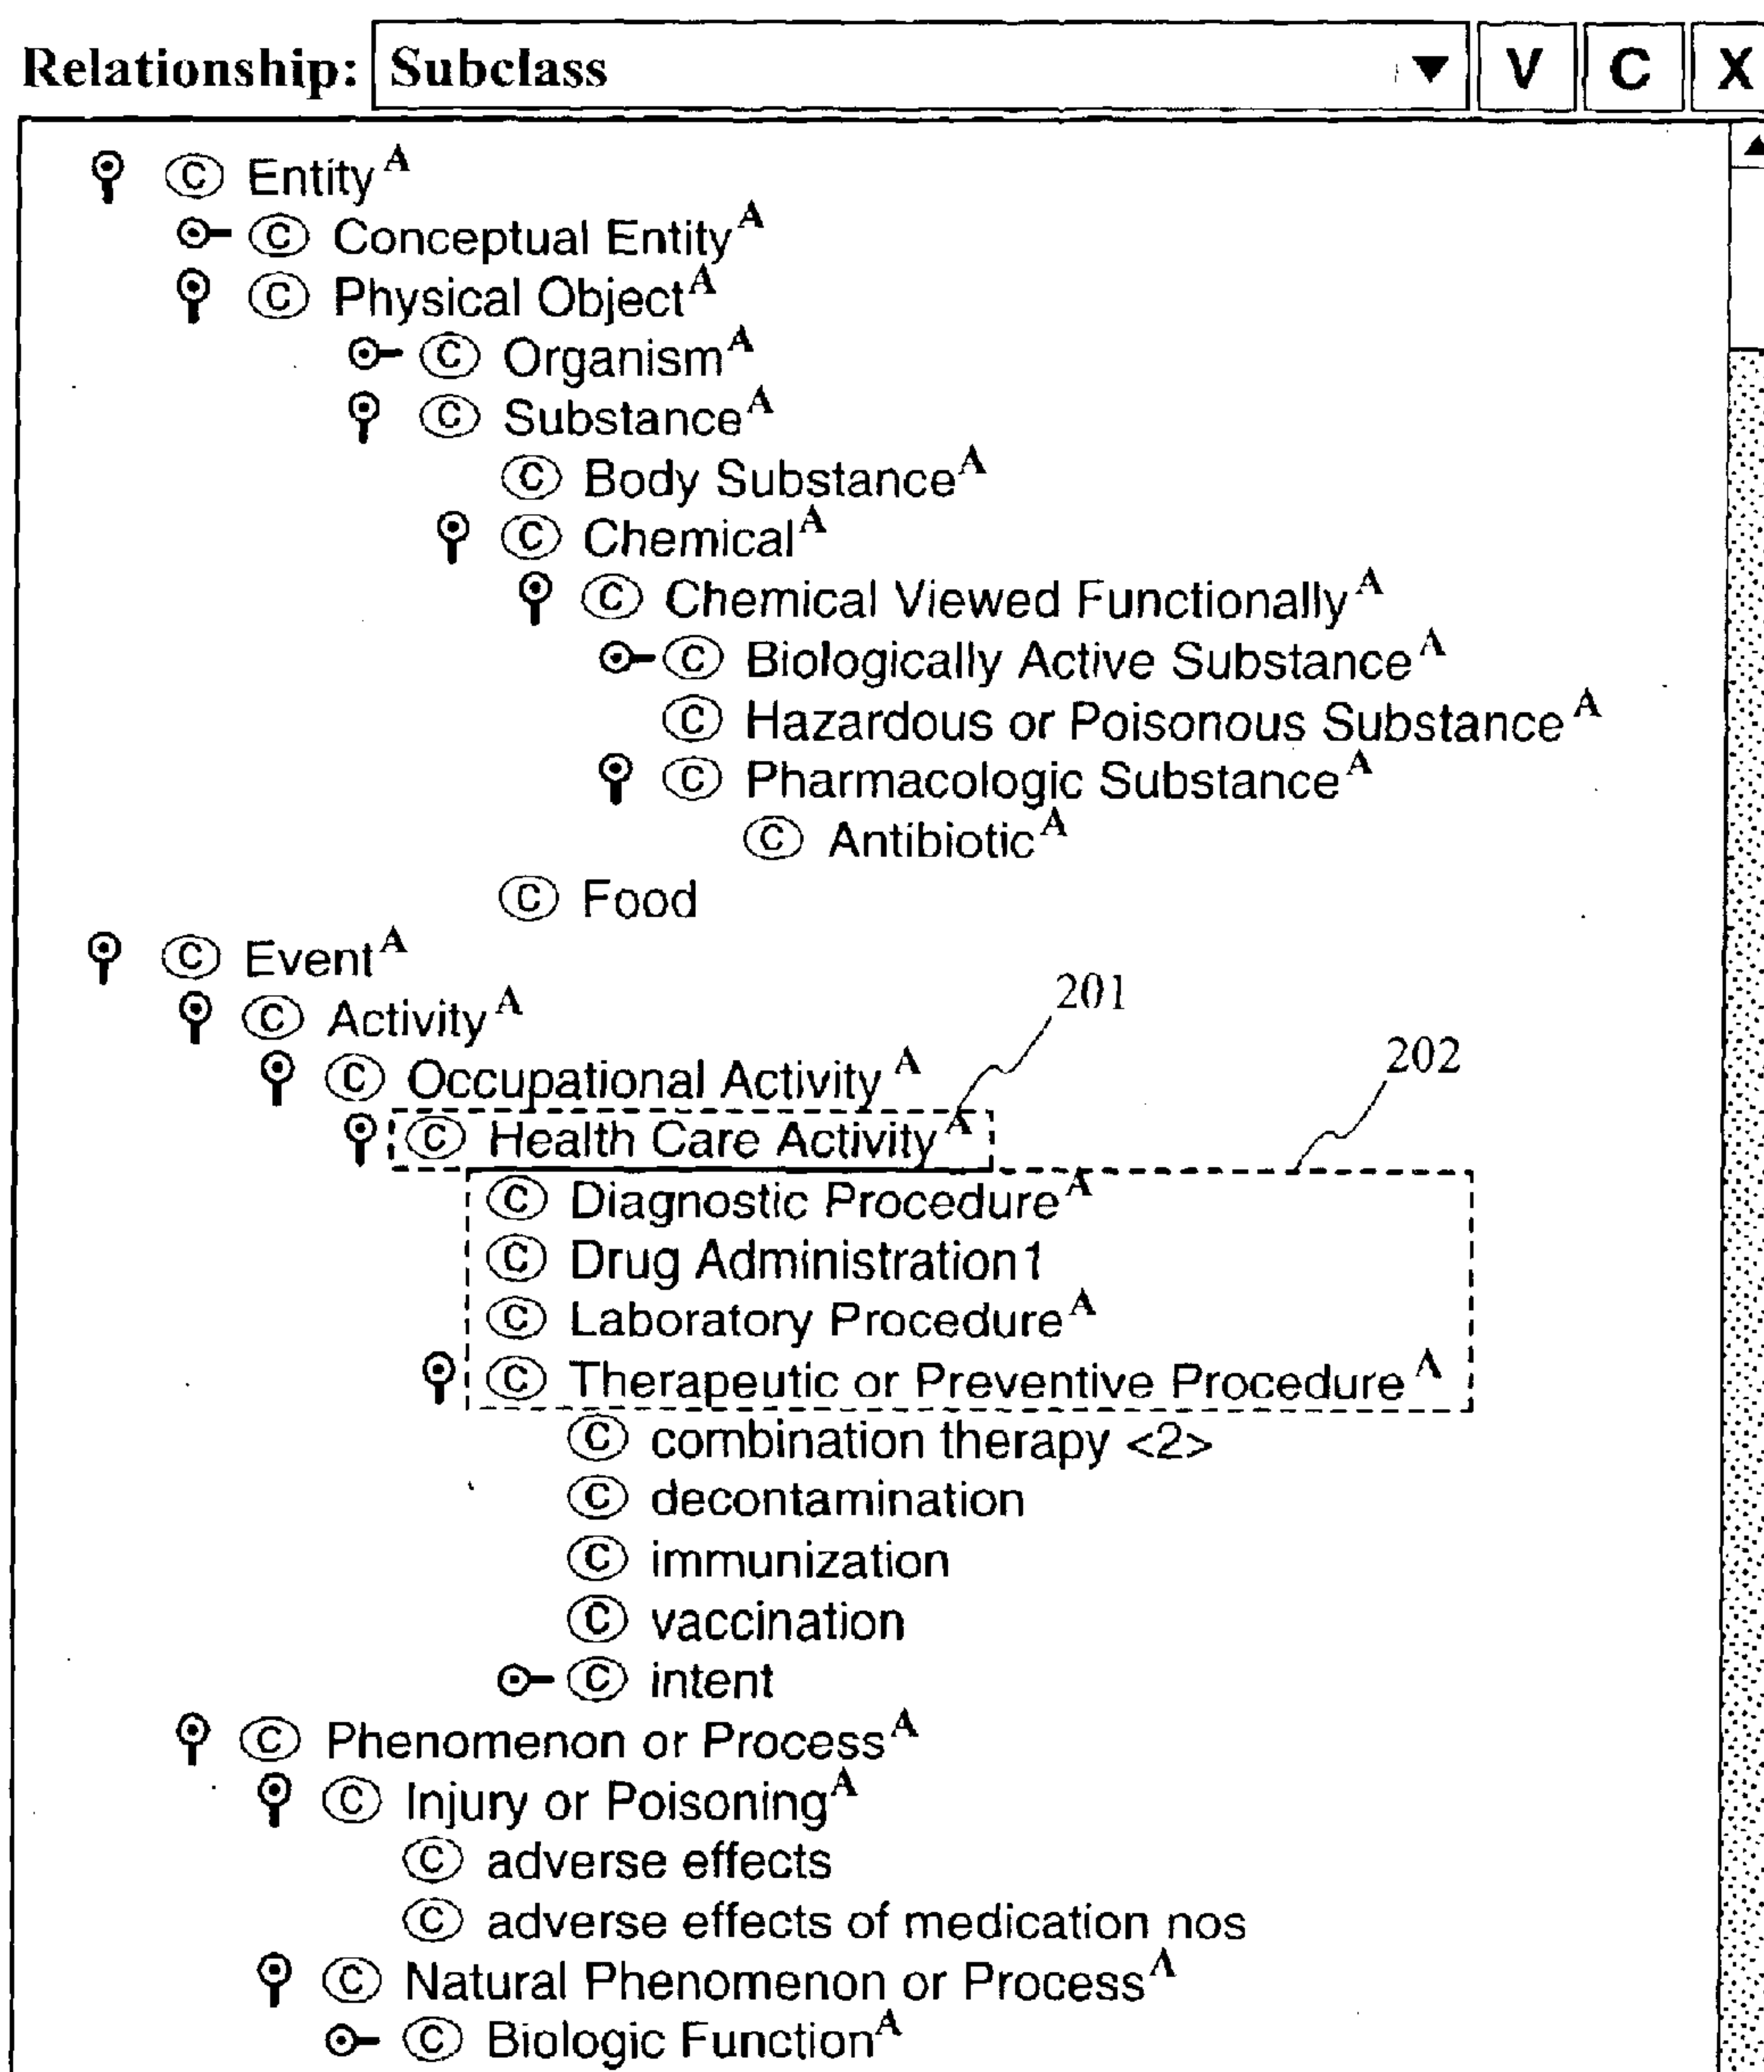 Relationship: Subclass ▼ V C X
© Entity A
© Conceptual Entity A
© Physical Object A
© Organism A
© Substance A
© Body Substance A
© Chemical A
© Chemical Viewed Functionally A
© Biologically Active Substance A
© Hazardous or Poisonous Substance A
© Pharmacologic Substance A
© Antibiotic A
© Food
© Event A
201
© Activity A
202
© Occupational Activity A
© Health Care Activity A
© Diagnostic Procedure A
© Drug Administration1
© Laboratory Procedure A
© Therapeutic or Preventive Procedure A
© combination therapy <2>
© decontamination
© immunization
© vaccination
© intent
© Phenomenon or Process A
© Injury or Poisoning A
© adverse effects
© adverse effects of medication nos
© Natural Phenomenon or Process A
© Biologic Function A